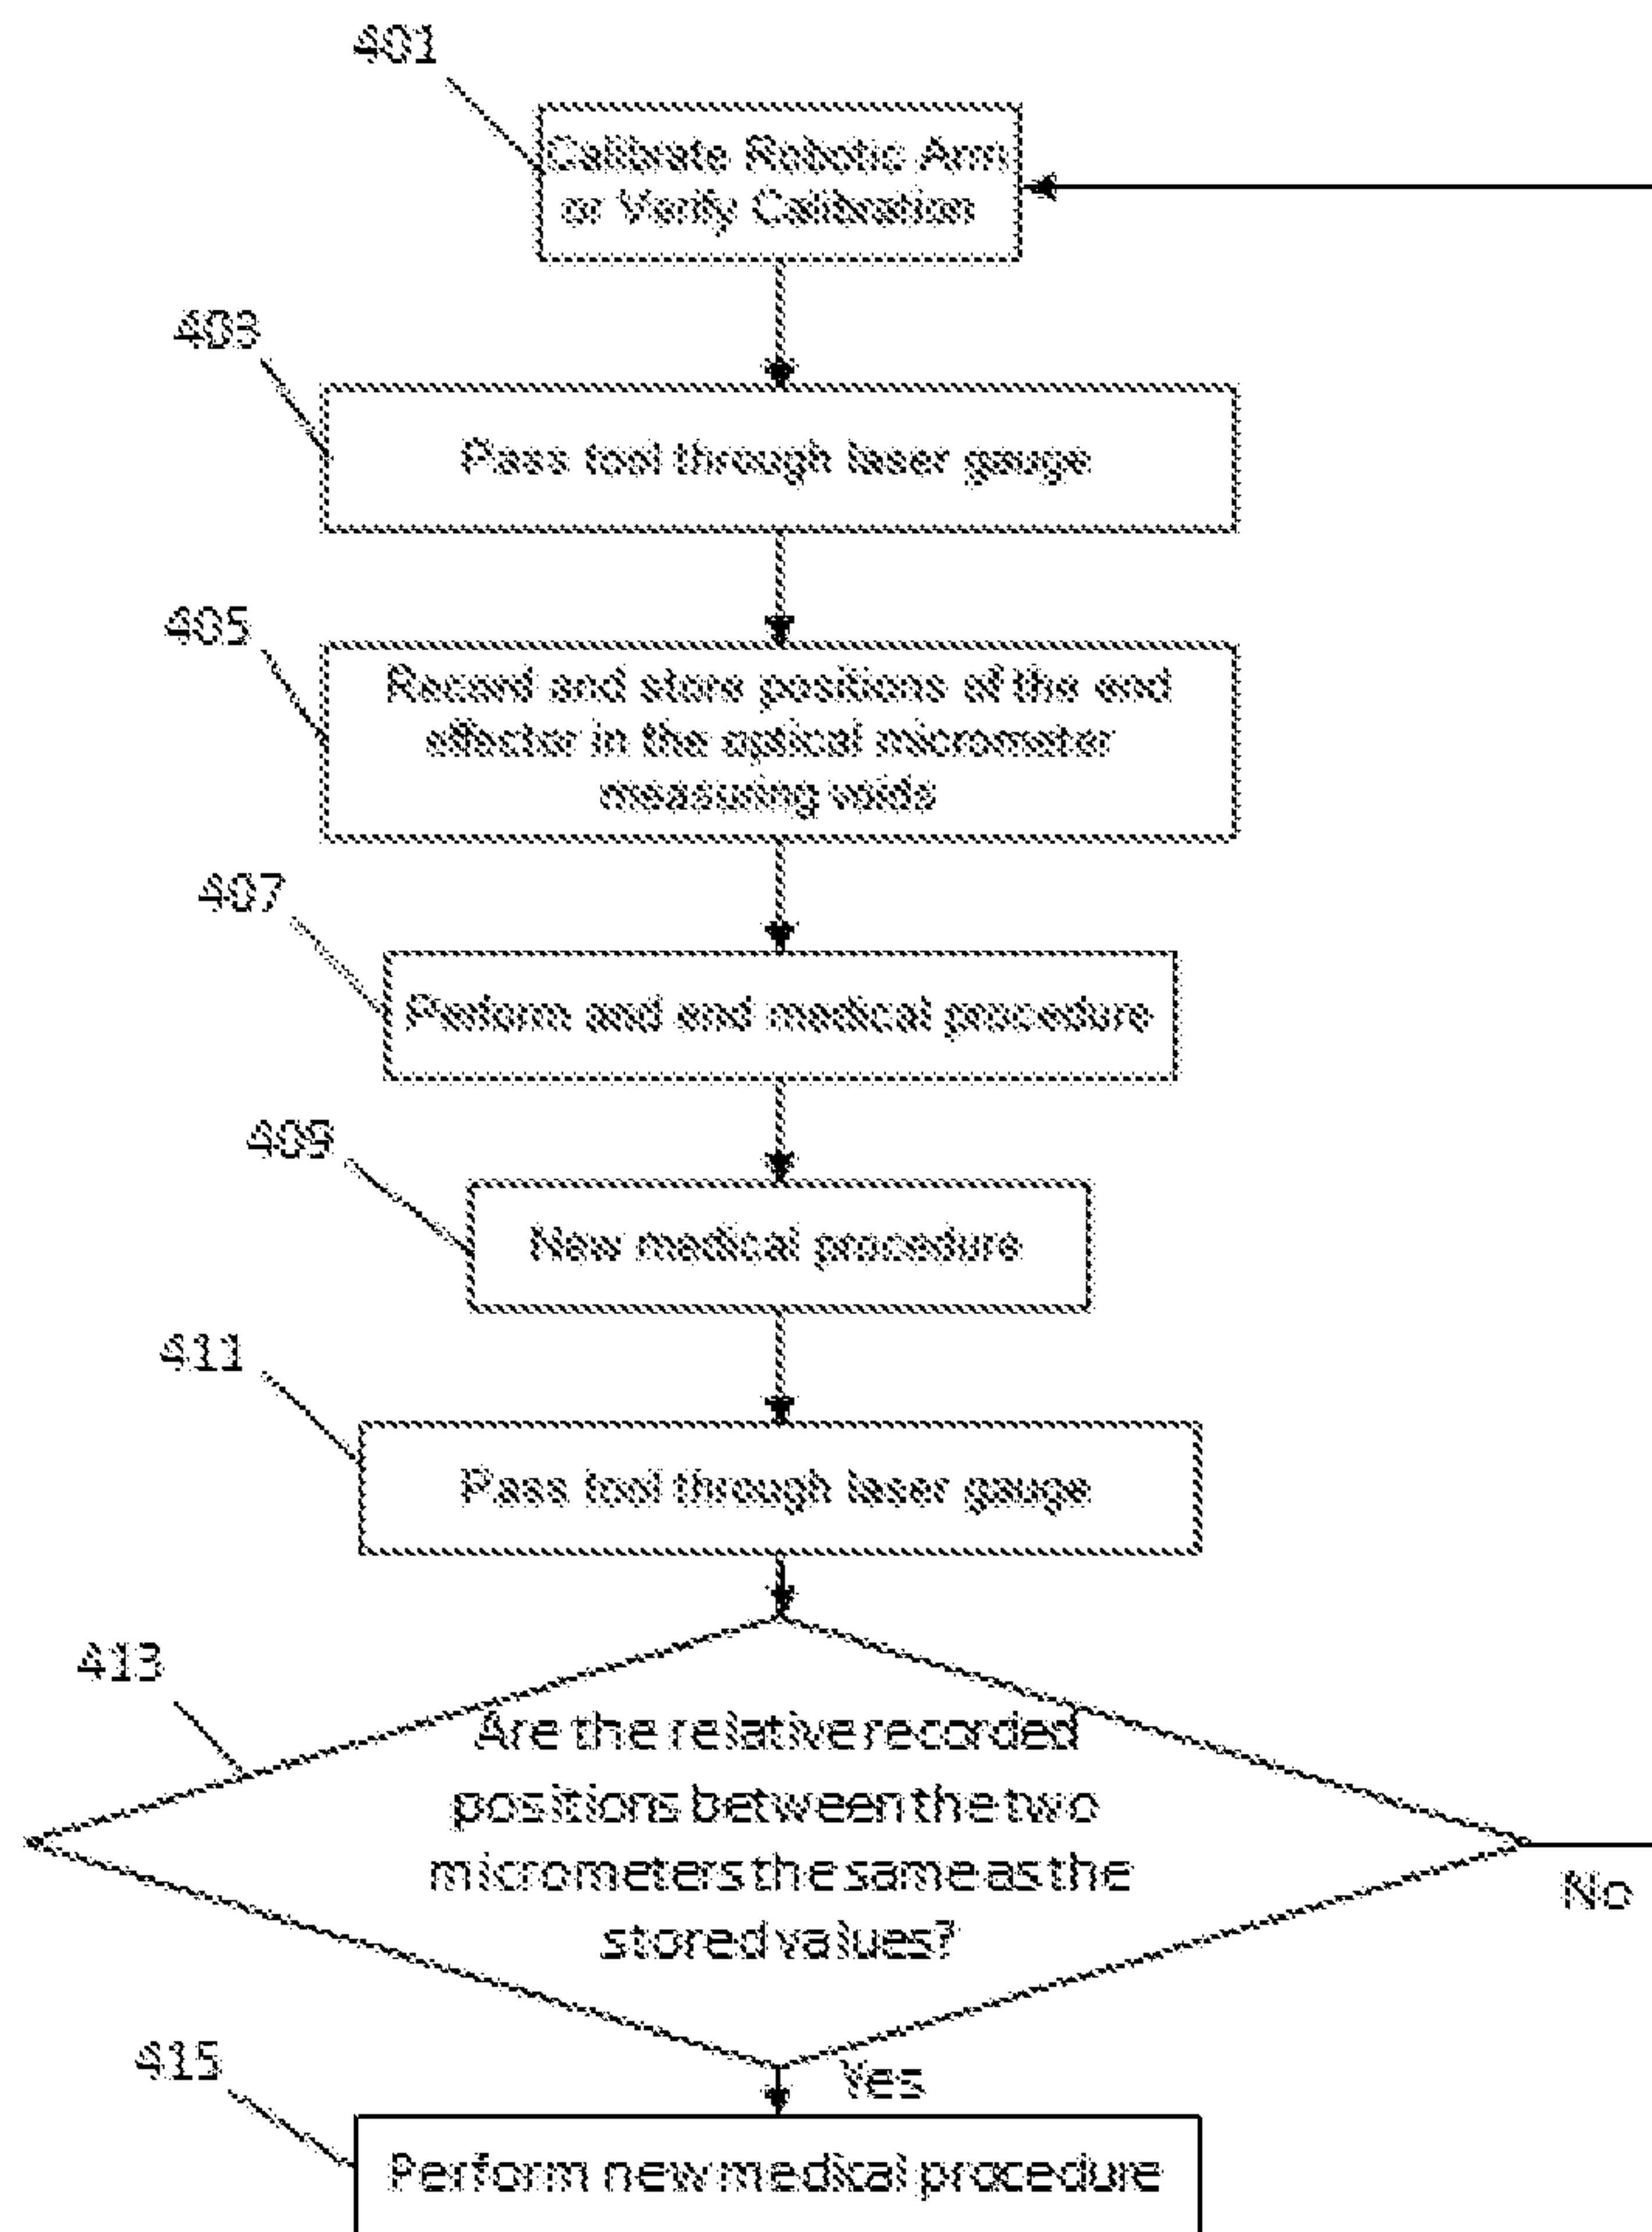 401
Calibrate Robotic Arm
or Verify Calibration
403
Pass tool through laser gauge
405
Record and store positions of the end
effector in the optical micrometer
measuring voids
407
Perform and end medical procedure
409
New medical procedure
411
Pass tool through laser gauge
413
Are the relative recorded
positions between the two
micrometers the same as the
stored values?
No
Yes
415
Perform new medical procedure